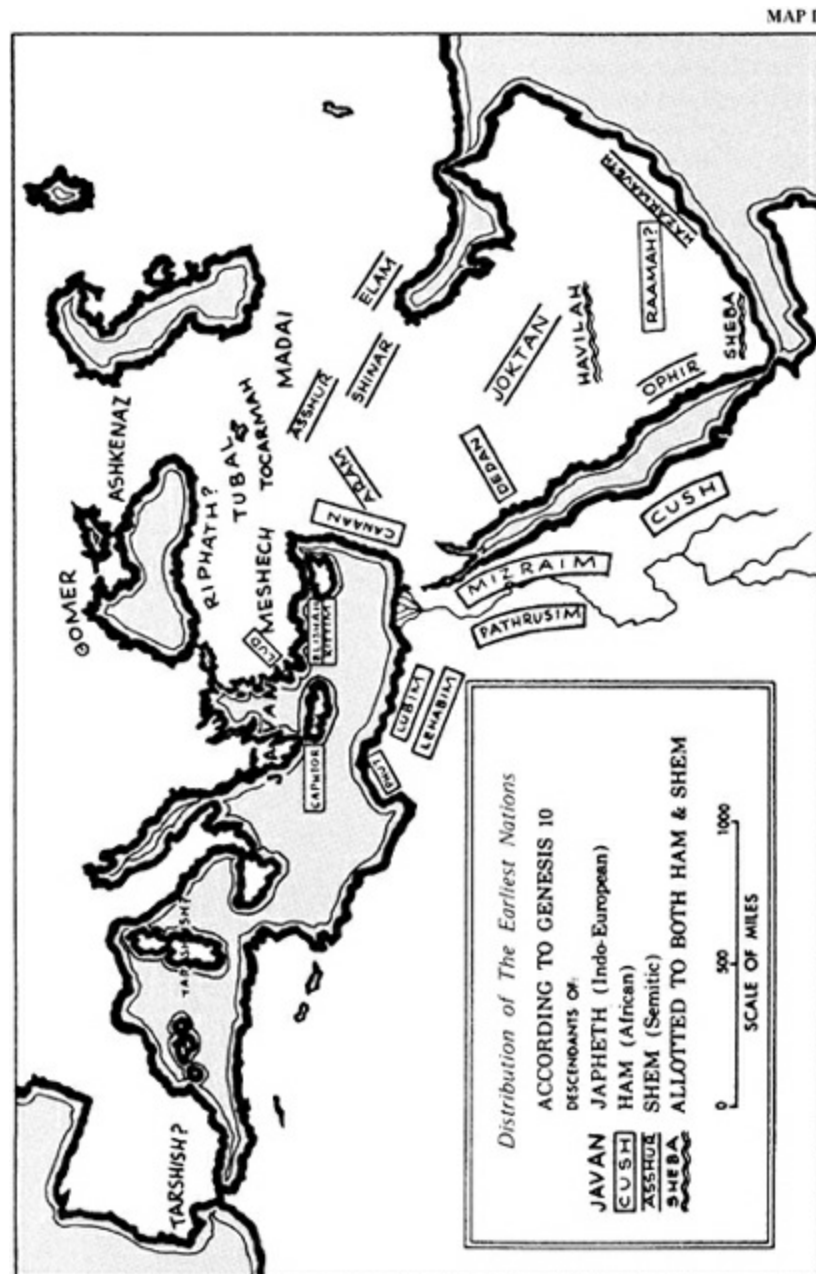 MAP I
GOMER
ASHKENAZ
RIPHATH?
TUBAL
TOCARMAH
MESHECH
MADAI
LUD
JAVAN
ELISHAH
KITTIM
CAPHTOR
TARSHISH?
TARSHISH?
ASSHUR
SHINAR
ELAM
ARAM
CANAAN
JOKTAN
HAVILAH
DEDAN
OPHIR
RAAMAH?
HAZARMAVETH
SHEBA
CUSH
MIZRAIM
PATHRUSIM
LUBIM
LEHABIM
PHUT
Distribution of The Earliest Nations
ACCORDING TO GENESIS 10
DESCENDANTS OF:
JAVAN JAPHETH (Indo-European)
CUSH HAM (African)
ASSHUR SHEM (Semitic)
SHEBA ALLOTTED TO BOTH HAM & SHEM
0 500 1000
SCALE OF MILES